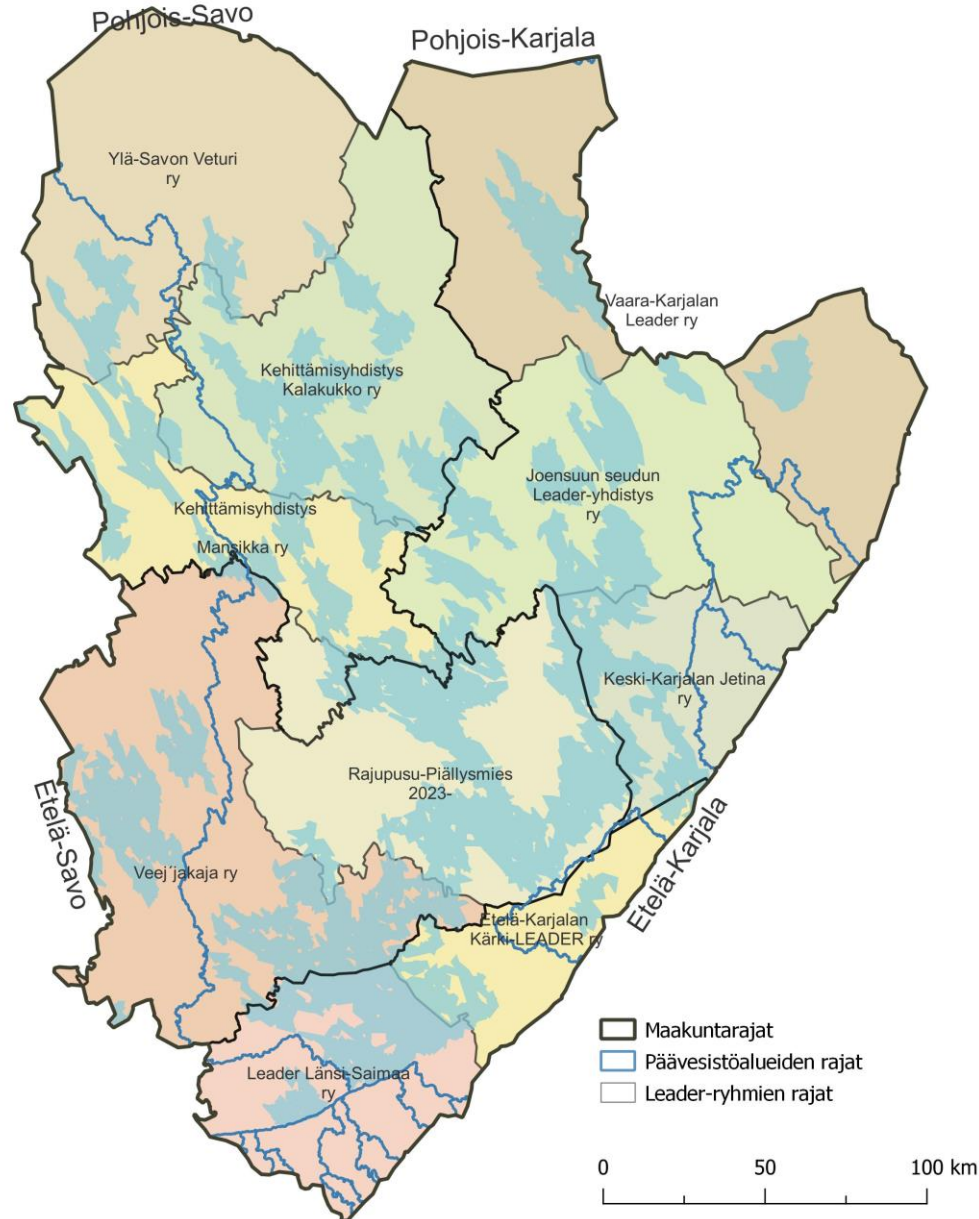 Pohjois-Savo
Pohjois-Karjala
Ylä-Savon Veturi
ry
Vaara-Karjalan
Leader ry
Kehittämisyhdistys
Kalakukko ry
Joensuun seudun
Leader-yhdistys
ry
Kehittämisyhdistys
Mansikka ry
Keski-Karjalan Jetina
ry
Rajupusu-Piällysmies
2023-
Etelä-Savo
Veej´jakaja ry
Etelä-Karjala
Etelä-Karjalan
Kärki-LEADER ry
Leader Länsi-Saimaa
ry
Maakuntarajat
Päävesistöalueiden rajat
Leader-ryhmien rajat
0 50 100 km